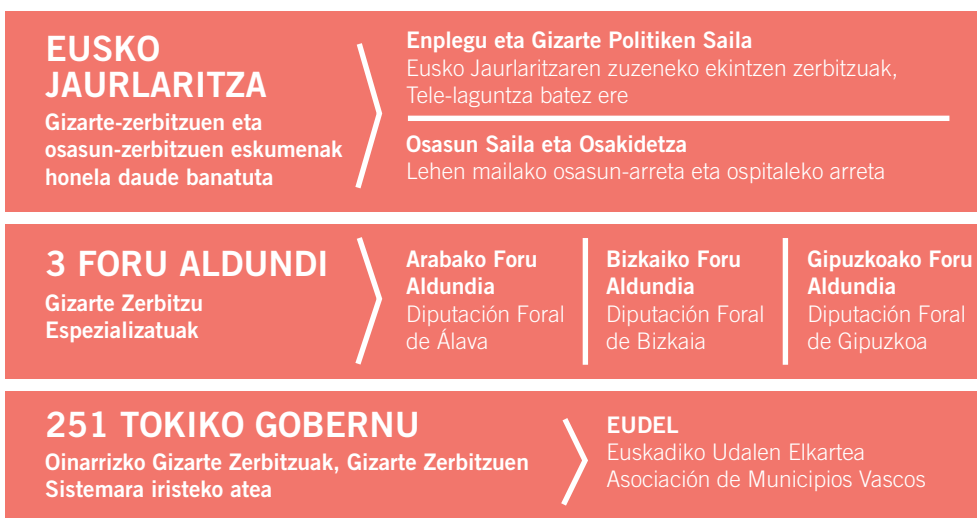 EUSKO
JAURLARITZA
Gizarte-zerbitzuen eta
osasun-zerbitzuen eskumenak
honela daude banatuta
Enplegu eta Gizarte Politiken Saila
Eusko Jaurlaritzaren zuzeneko ekintzen zerbitzuak,
Tele-laguntza batez ere
Osasun Saila eta Osakidetza
Lehen mailako osasun-arreta eta ospitaleko arreta
3 FORU ALDUNDI
Gizarte Zerbitzu
Espezializatuak
Arabako Foru
Aldundia
Diputación Foral
de Álava
Bizkaiko Foru
Aldundia
Diputación Foral
de Bizkaia
Gipuzkoako Foru
Aldundia
Diputación Foral
de Gipuzkoa
251 TOKIKO GOBERNU
Oinarrizko Gizarte Zerbitzuak, Gizarte Zerbitzuen
Sistemara iristeko atea
EUDEL
Euskadiko Udalen Elkartea
Asociación de Municipios Vascos